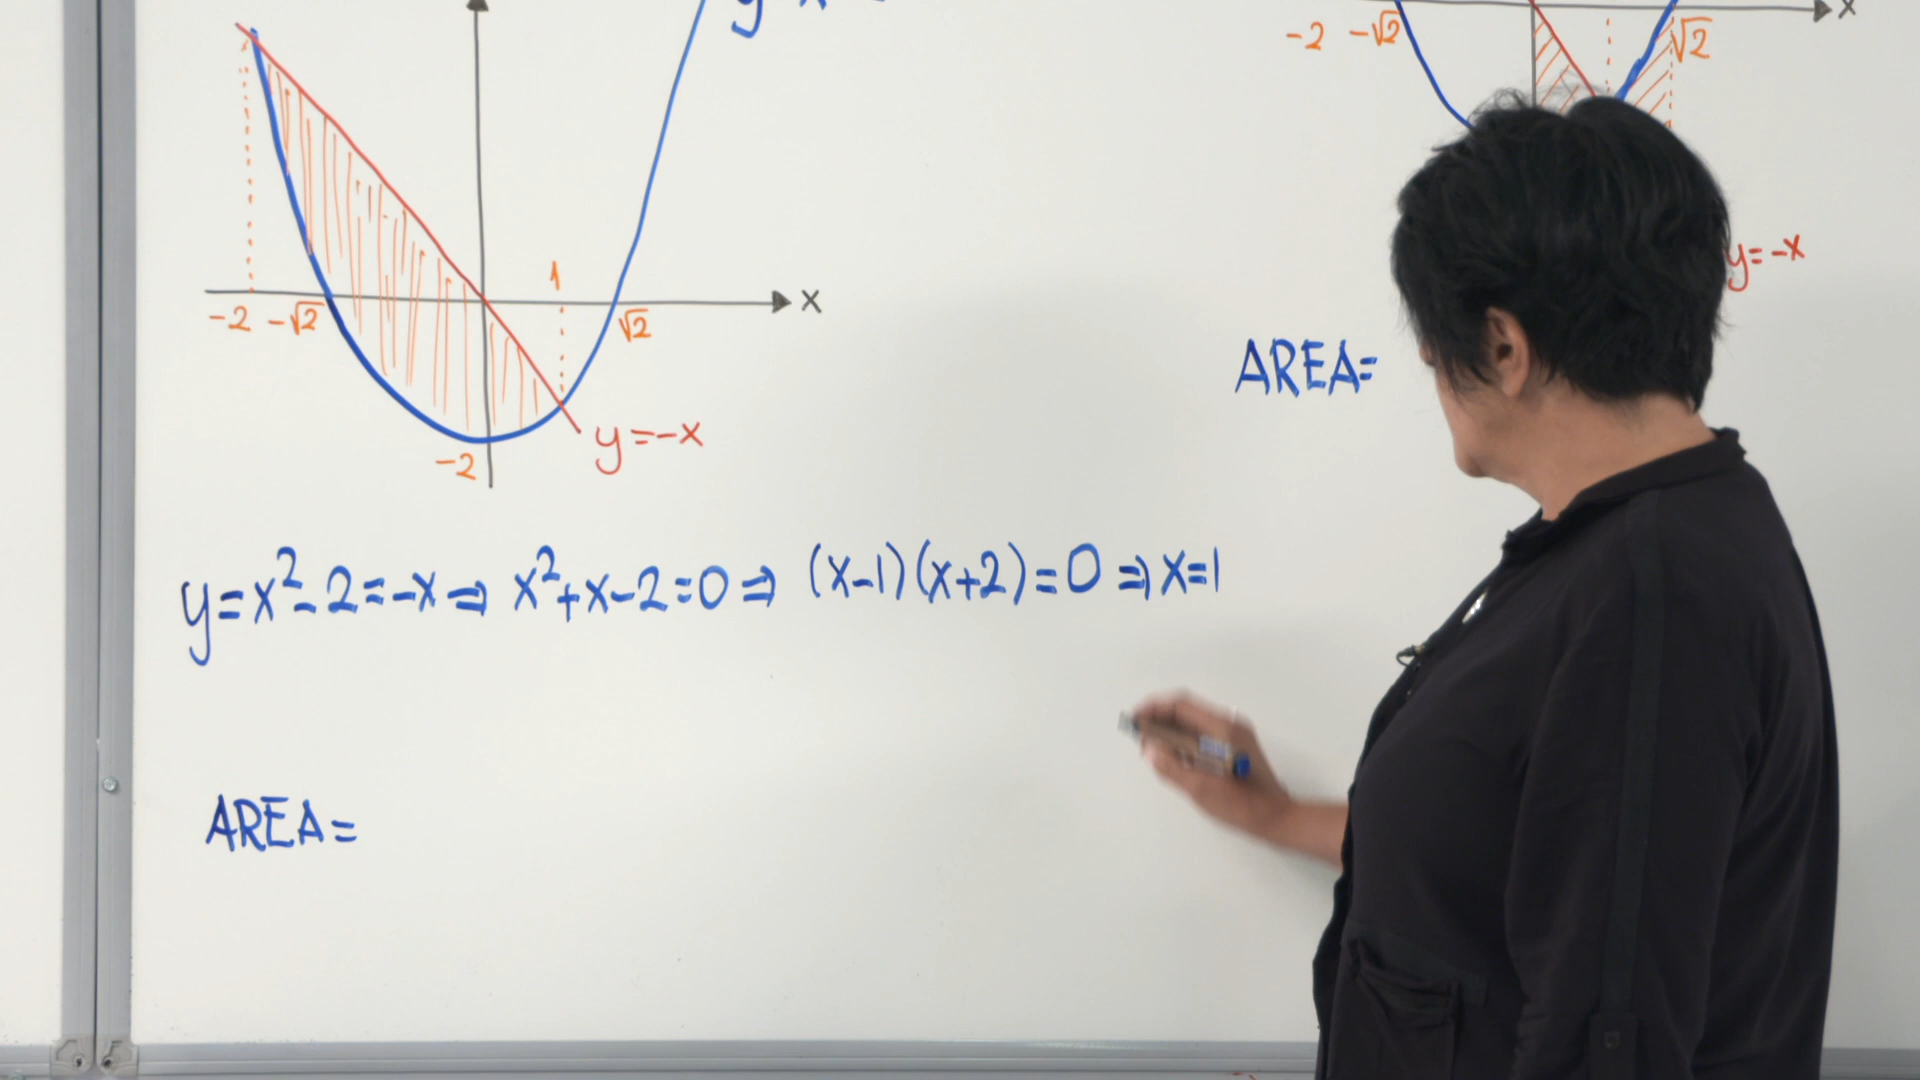 -2 -√2 √2
1
-2 -√2 √2 x
x
y=-x
-2
y=-x
AREA=
y=x²-2=-x⇒ x²+x-2=0⇒ (x-1)(x+2)=0⇒x=1
AREA=